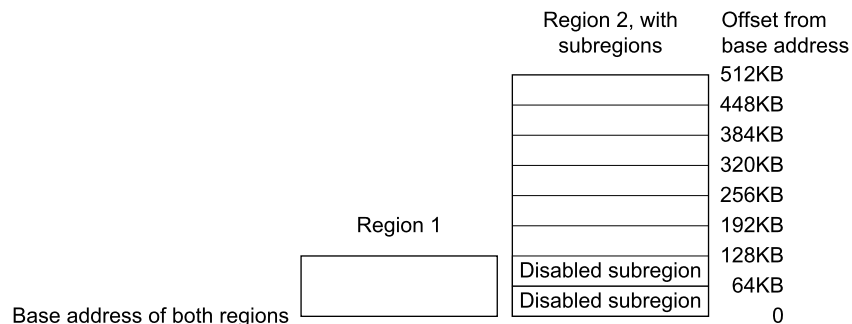 Region 2, with
subregions
Offset from
base address
512KB
448KB
384KB
320KB
256KB
192KB
Region 1
128KB
Disabled subregion
64KB
Disabled subregion
Base address of both regions
0